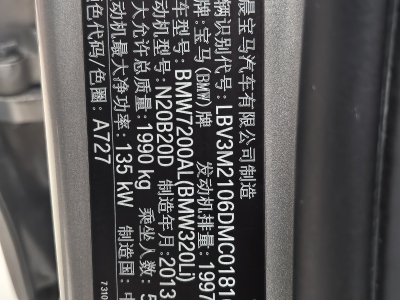 晨宝马汽车有限公司制造
辆识别代号: LBV3M2106DMC0181
牌:宝马(BMW)牌 发动机排量: 1997
车型号: BMW7200AL(BMW320Li)
动机型号: N20B20D 制造年月: 2013
大允许总质量: 1990 kg 乘坐人数: 5
动机最大净功率: 135 kW 制造国: 中
色代码/色圈: A727
7 310